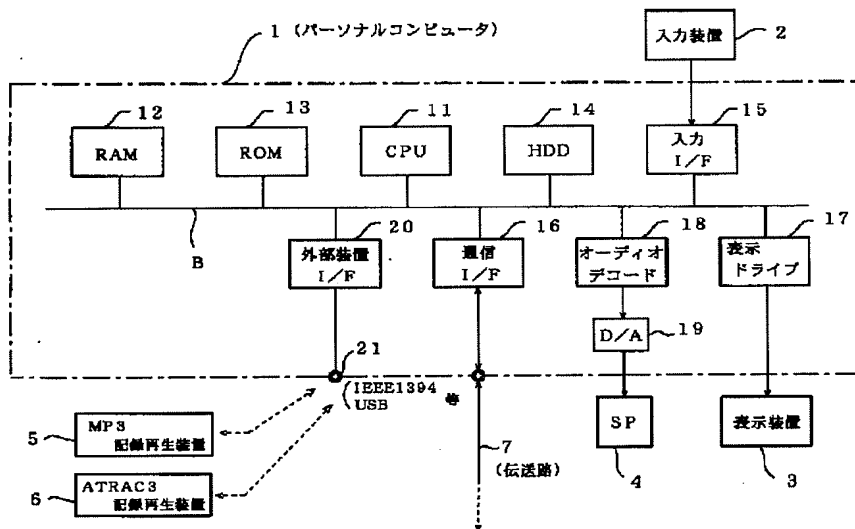 1 (パーソナルコンピュータ)
入力装置
2
12
13
11
14
15
RAM
ROM
CPU
HDD
入力
I/F
B
20
16
18
17
外部装置
I/F
通信
I/F
オーディオ
デコード
表示
ドライブ
D/A
19
21
IEEE1394
USB
等
5
MP3
記録再生装置
6
ATRAC3
記録再生装置
7
(伝送路)
SP
4
表示装置
3